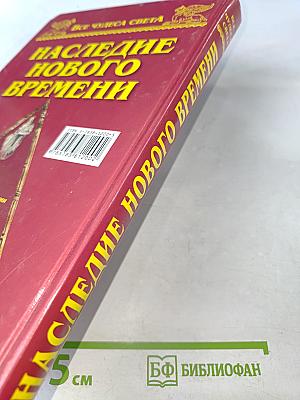 Все чудеса света
НАСЛЕДИЕ
НОВОГО
ВРЕМЕНИ
НАСЛЕДИЕ НОВОГО ВРЕМЕНИ
5 см
БФ БИБЛИОФАН